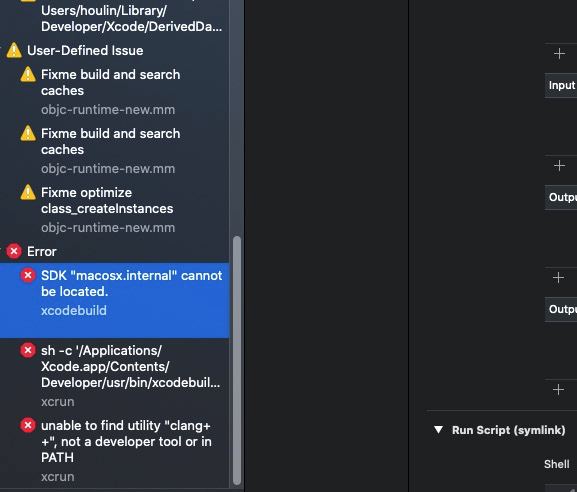 Users/houlin/Library/
Developer/Xcode/DerivedDa...
User-Defined Issue
Fixme build and search
caches
objc-runtime-new.mm
Fixme build and search
caches
objc-runtime-new.mm
Fixme optimize
class_createInstances
objc-runtime-new.mm
Error
SDK "macosx.internal" cannot
be located.
xcodebuild
sh -c '/Applications/
Xcode.app/Contents/
Developer/usr/bin/xcodebuil...
xcrun
unable to find utility "clang+
+", not a developer tool or in
PATH
xcrun
Input
Outpu
Outpu
Run Script (symlink)
Shell